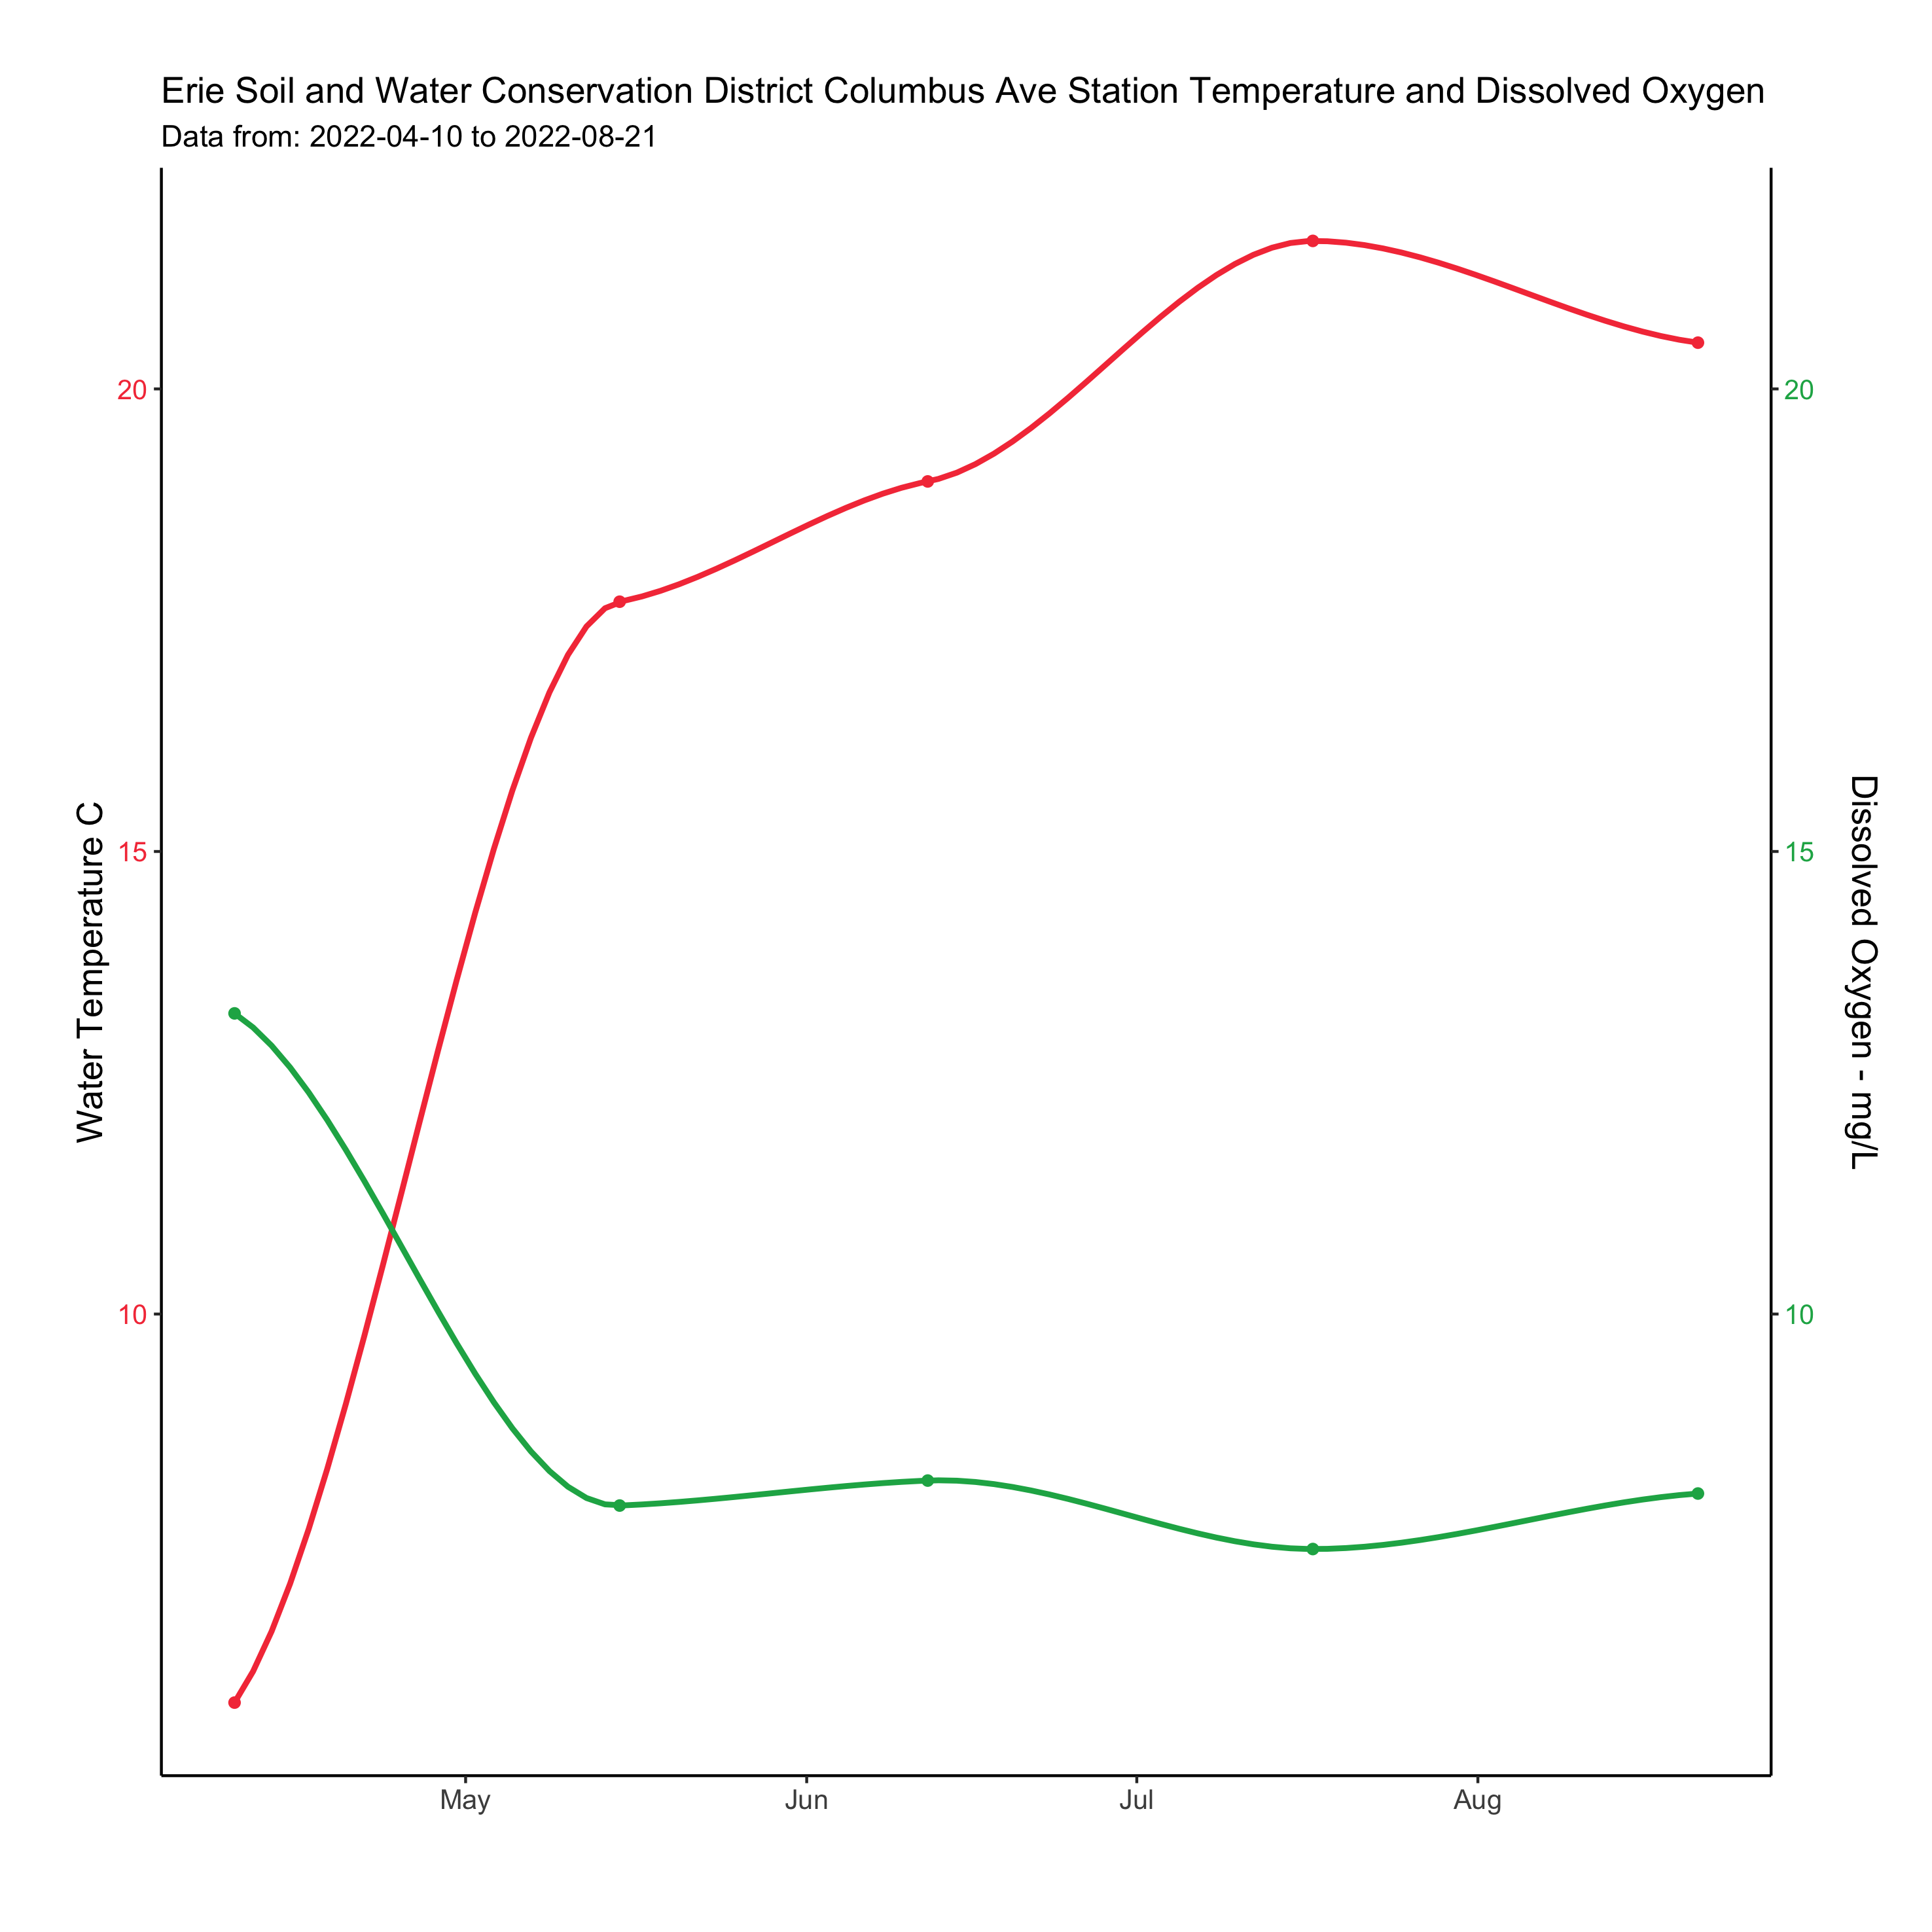 Erie Soil and Water Conservation District Columbus Ave Station Temperature and Dissolved Oxygen
Data from: 2022-04-10 to 2022-08-21
Water Temperature C
20
15
10
20
15
10
Dissolved Oxygen - mg/L
May
Jun
Jul
Aug